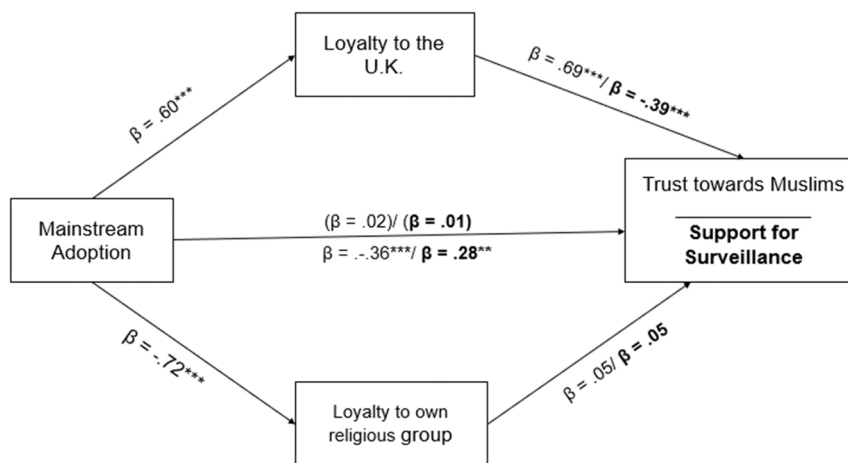 Loyalty to the
U.K.
β = .60***
β = .69***/ β = -.39***
Mainstream
Adoption
(β = .02)/ (β = .01)
β = .-.36***/ β = .28**
Trust towards Muslims
Support for
Surveillance
β = -.72***
β = .05/ β = .05
Loyalty to own
religious group